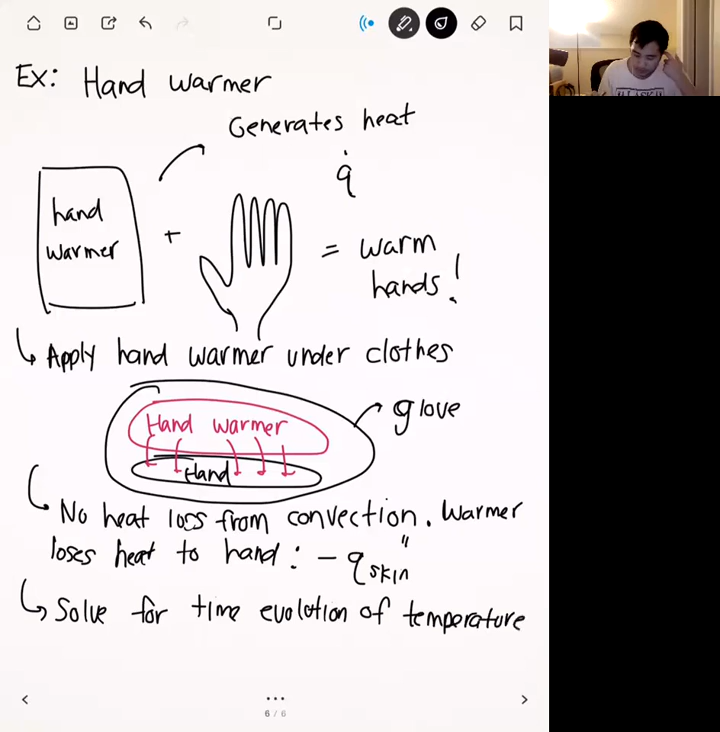 Ex: Hand warmer
Generates heat
q̇
hand
warmer
+
= warm
hands!
↳ Apply hand warmer under clothes
glove
Hand warmer
Hand
↳ No heat loss from convection. Warmer
loses heat to hand: – q"skin
↳ Solve for time evolution of temperature
6 / 6